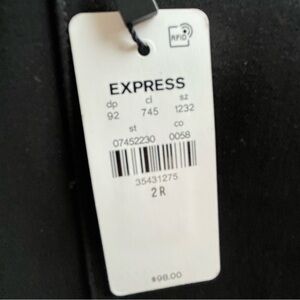 RFID
EXPRESS
dp cl sz
92 745 1232
st co
07452230 0058
35431275
2R
$98.00